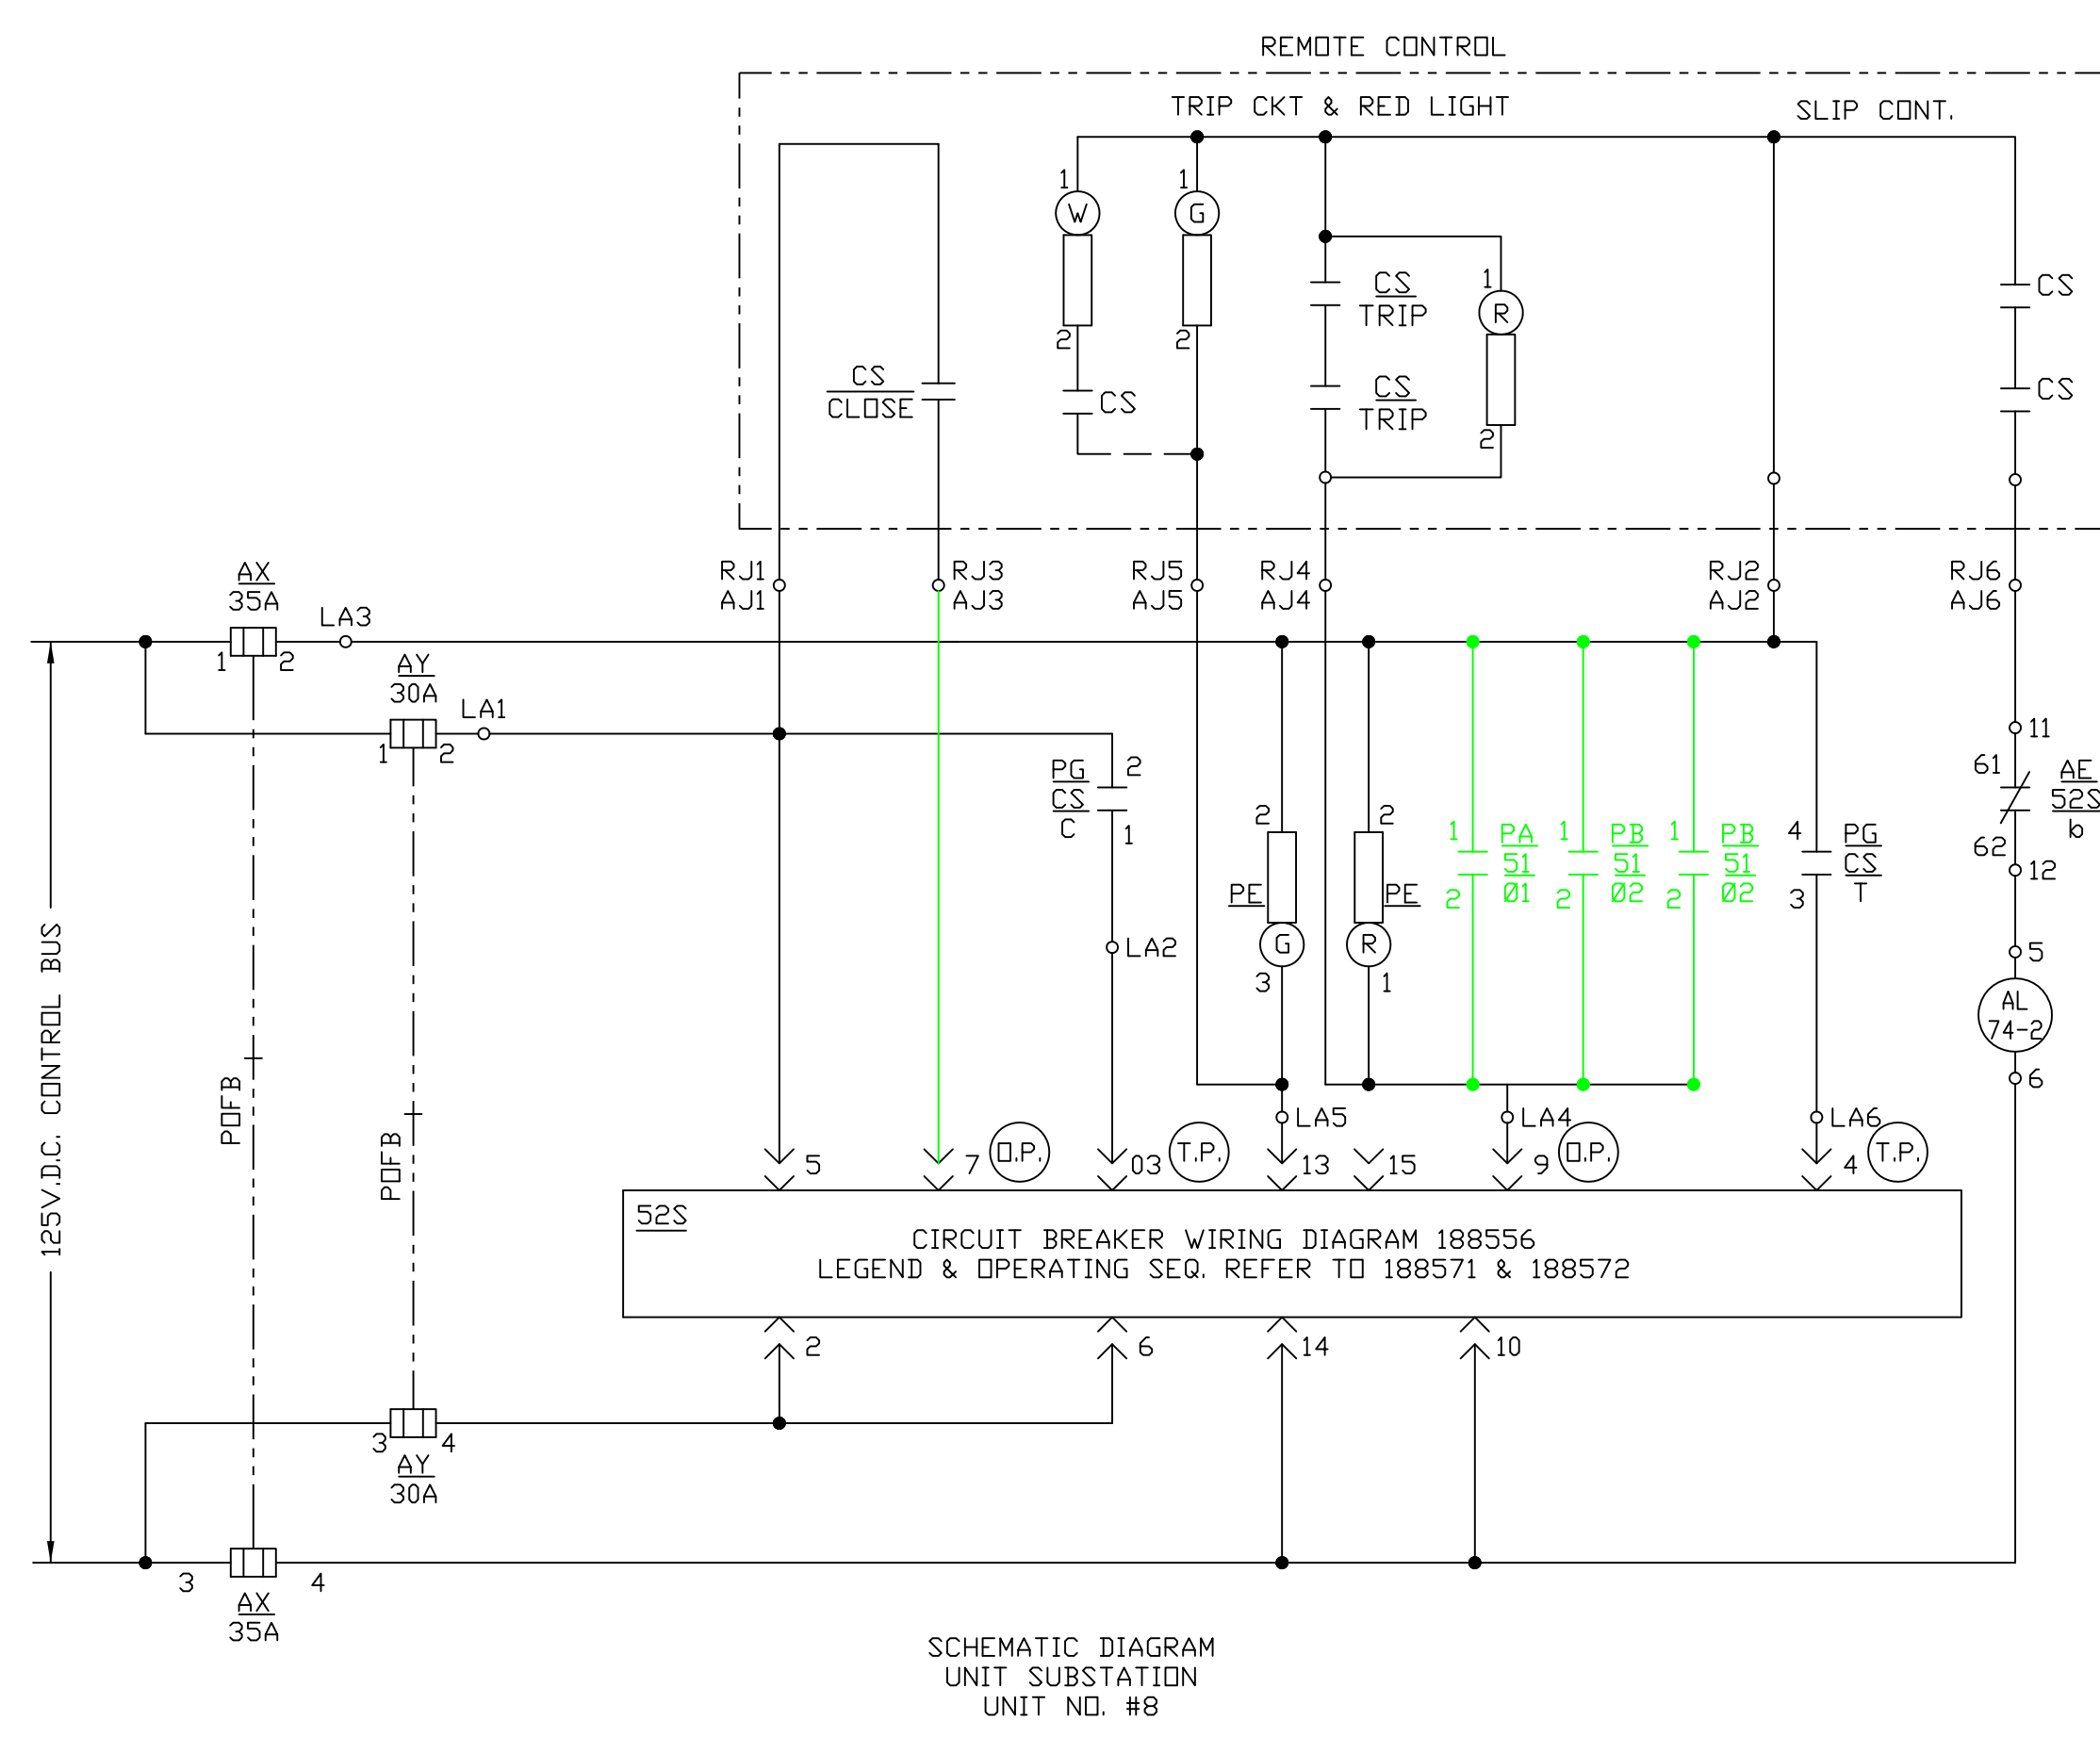 REMOTE CONTROL
TRIP CKT & RED LIGHT
SLIP CONT.
1
W
2
CS
1
G
2
CS
TRIP
CS
TRIP
1
R
2
CS
CS
CS
CLOSE
RJ1
AJ1
RJ3
AJ3
RJ5
AJ5
RJ4
AJ4
RJ2
AJ2
RJ6
AJ6
AX
35A
1
2
LA3
AY
30A
1
2
LA1
PG
CS
C
2
1
LA2
2
PE
G
3
2
PE
R
1
1
2
PA
51
Ø1
1
2
PB
51
Ø2
1
2
PB
51
Ø2
4
3
PG
CS
T
11
61
62
AE
52S
b
12
5
AL
74-2
6
125V.D.C. CONTROL BUS
POFB
POFB
LA5
LA4
LA6
5
7
O.P.
03
T.P.
13
15
9
O.P.
4
T.P.
52S
CIRCUIT BREAKER WIRING DIAGRAM 188556
LEGEND & OPERATING SEQ. REFER TO 188571 & 188572
2
6
14
10
3
4
AY
30A
3
4
AX
35A
SCHEMATIC DIAGRAM
UNIT SUBSTATION
UNIT NO. #8